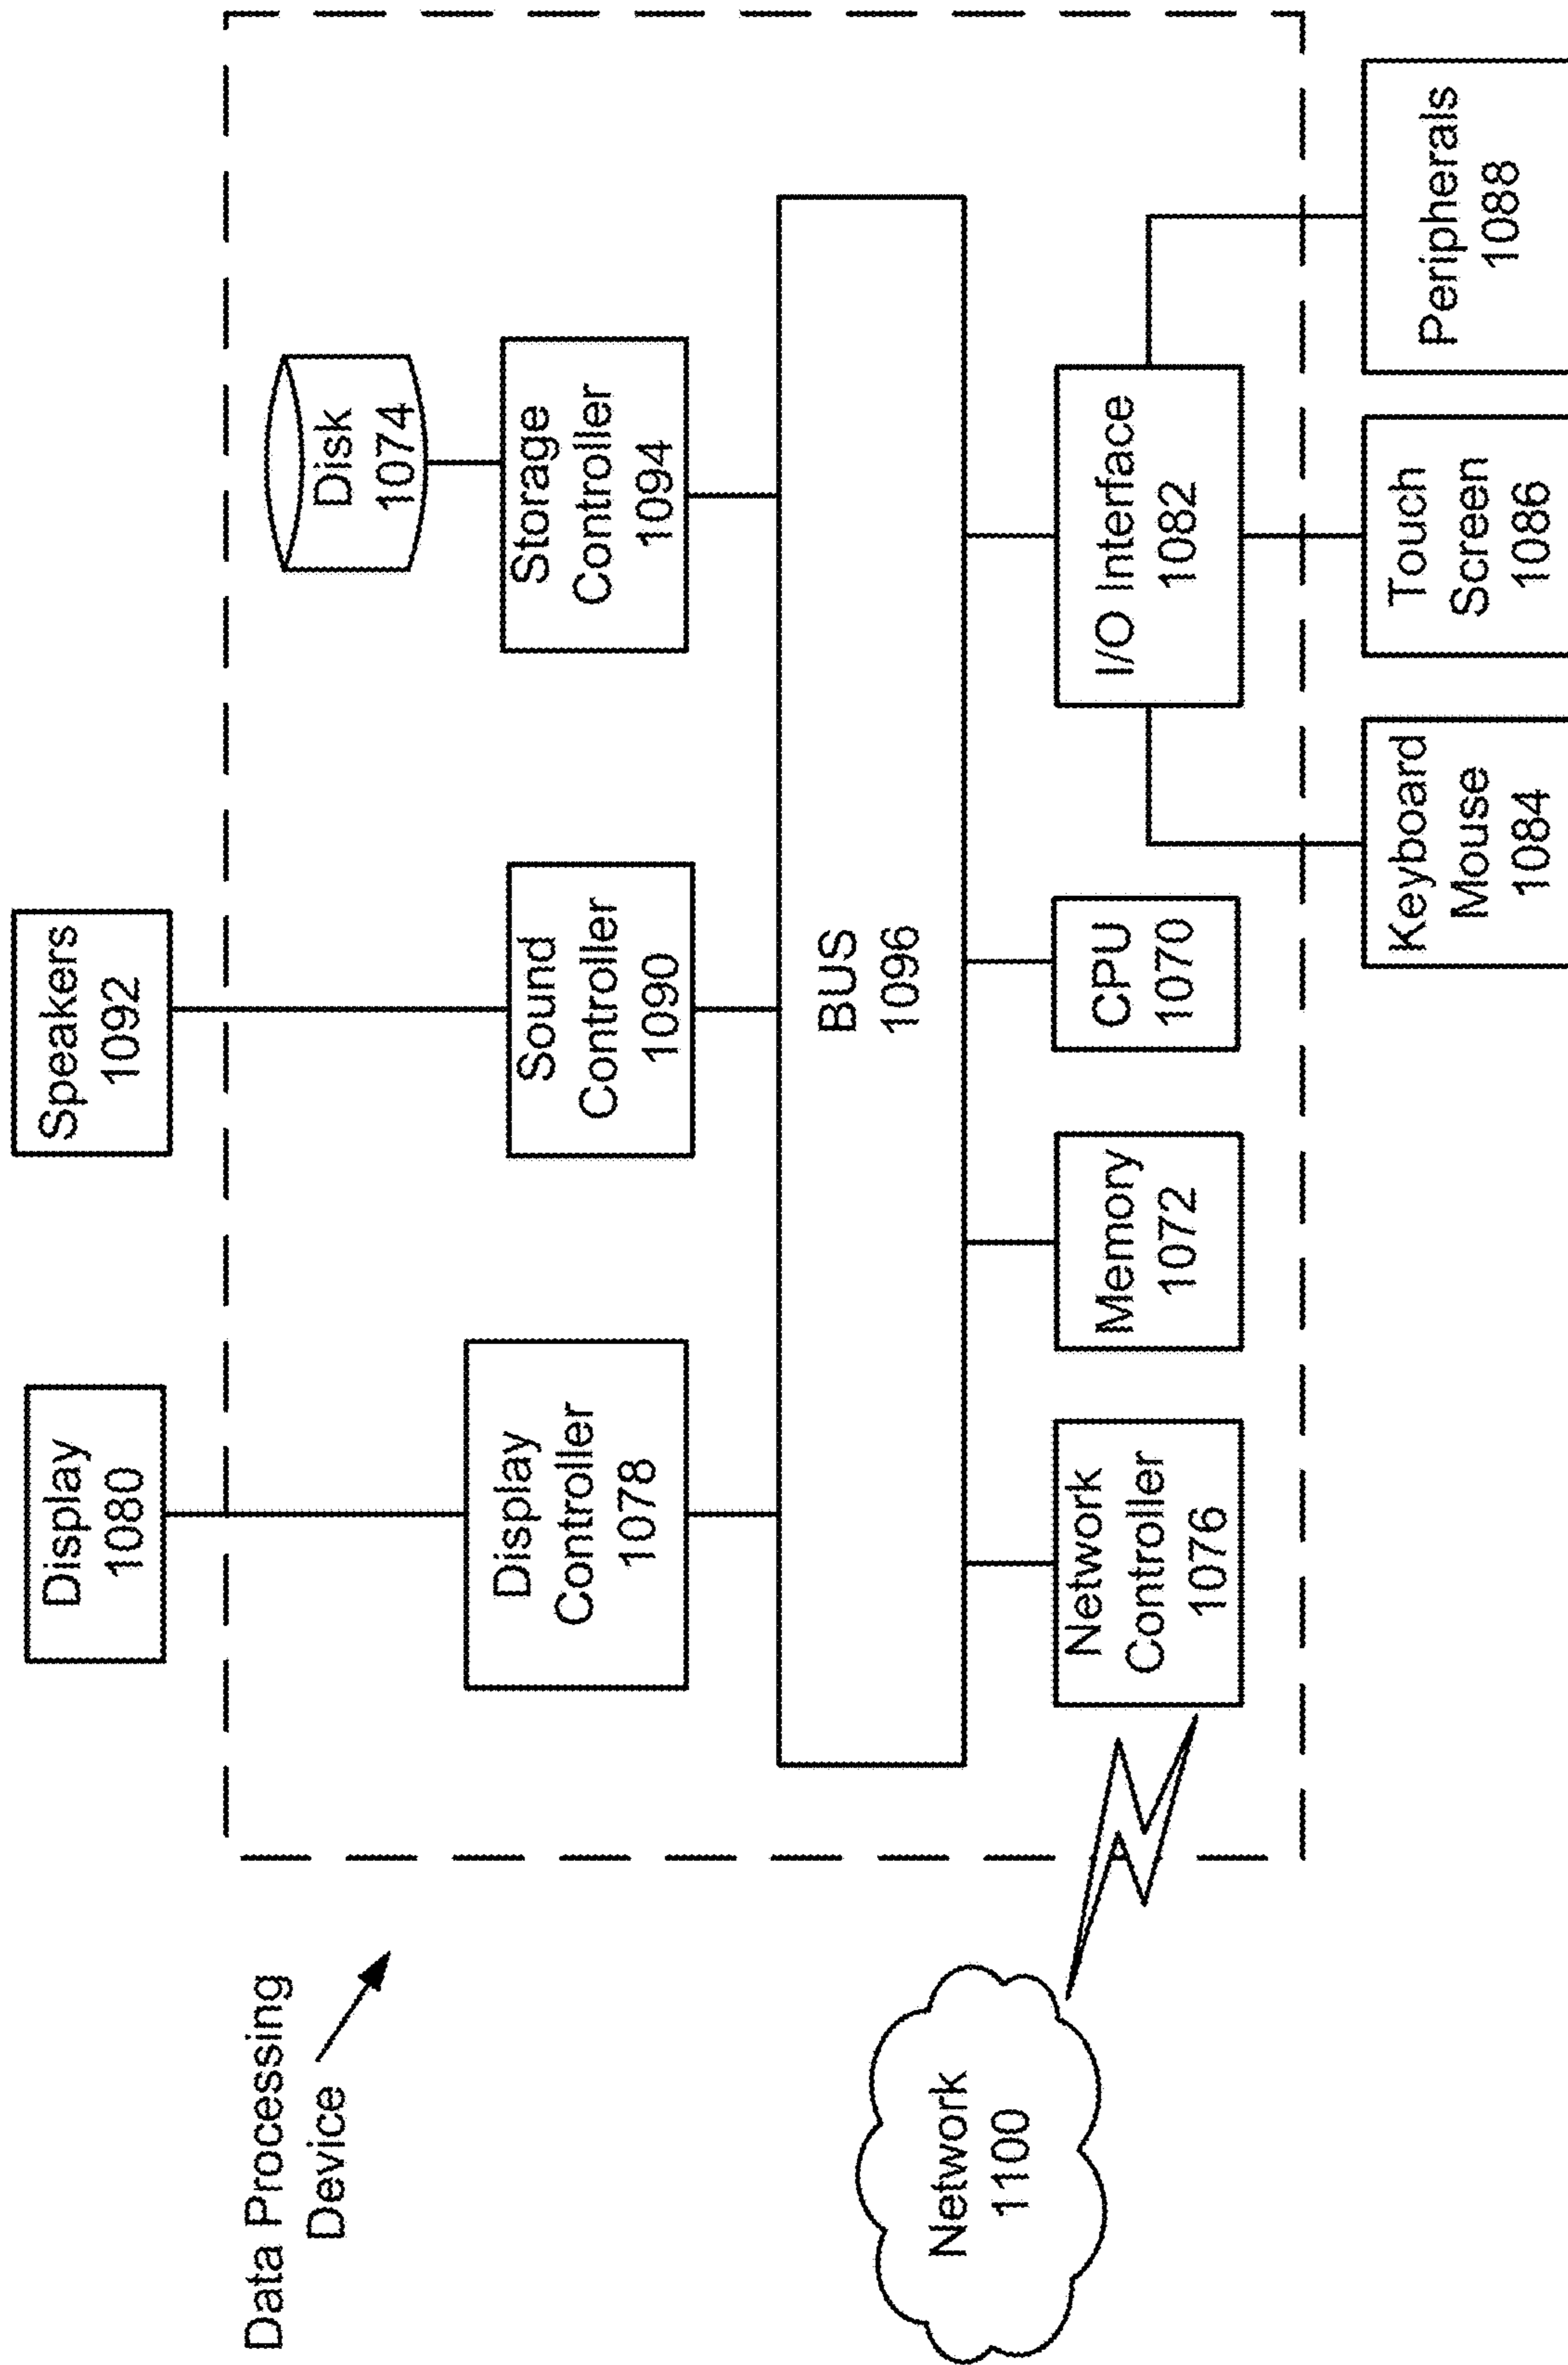 Data Processing
Device
Display
1080
Speakers
1092
Disk
1074
Display
Controller
1078
Sound
Controller
1090
Storage
Controller
1094
BUS
1096
Network
1100
Network
Controller
1076
Memory
1072
CPU
1070
I/O Interface
1082
Keyboard
Mouse
1084
Touch
Screen
1086
Peripherals
1088